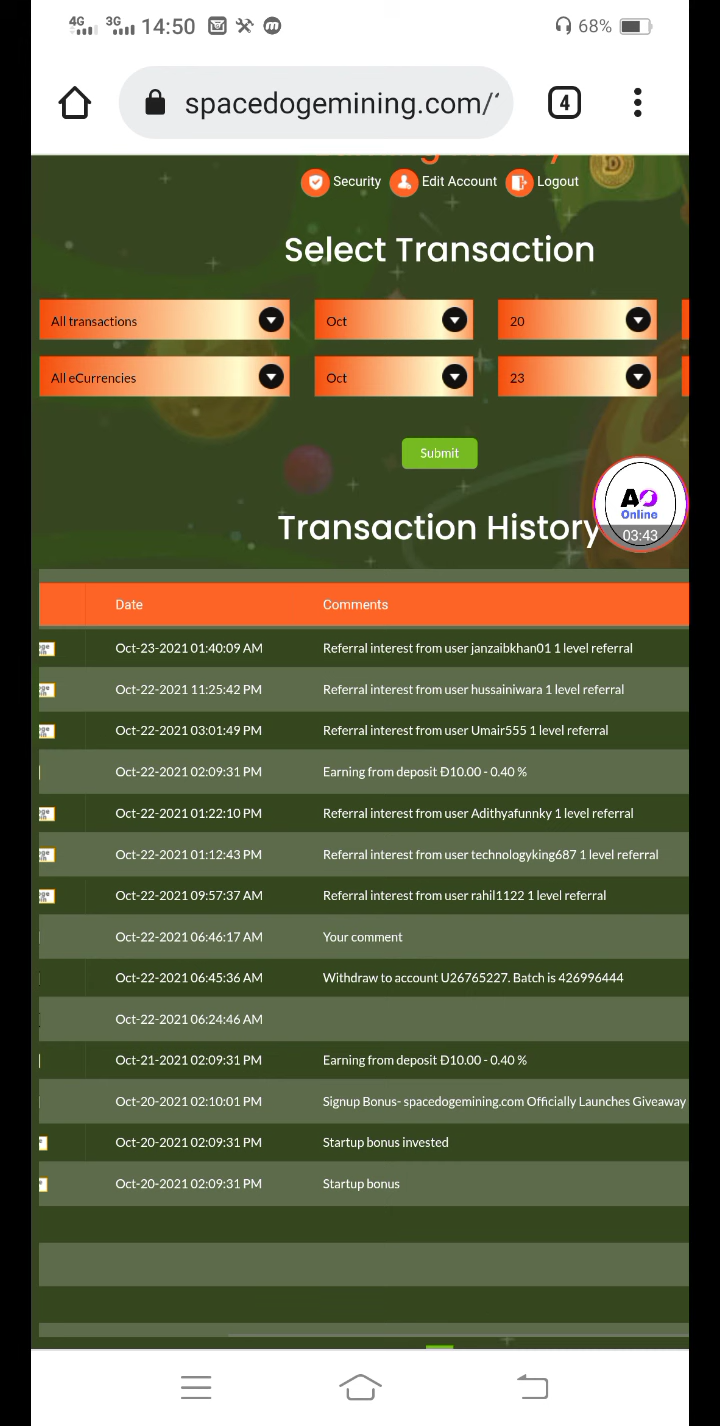 4G 3G 14:50 68%
spacedogemining.com/
4
Security Edit Account Logout
Select Transaction
All transactions Oct 20
All eCurrencies Oct 23
Submit
AO
Online
03:43
Transaction History
Date Comments
Oct-23-2021 01:40:09 AM Referral interest from user janzaibkhan01 1 level referral
Oct-22-2021 11:25:42 PM Referral interest from user hussainiwara 1 level referral
Oct-22-2021 03:01:49 PM Referral interest from user Umair555 1 level referral
Oct-22-2021 02:09:31 PM Earning from deposit Ð10.00 - 0.40 %
Oct-22-2021 01:22:10 PM Referral interest from user Adithyafunnky 1 level referral
Oct-22-2021 01:12:43 PM Referral interest from user technologyking687 1 level referral
Oct-22-2021 09:57:37 AM Referral interest from user rahil1122 1 level referral
Oct-22-2021 06:46:17 AM Your comment
Oct-22-2021 06:45:36 AM Withdraw to account U26765227. Batch is 426996444
Oct-22-2021 06:24:46 AM
Oct-21-2021 02:09:31 PM Earning from deposit Ð10.00 - 0.40 %
Oct-20-2021 02:10:01 PM Signup Bonus- spacedogemining.com Officially Launches Giveaway
Oct-20-2021 02:09:31 PM Startup bonus invested
Oct-20-2021 02:09:31 PM Startup bonus